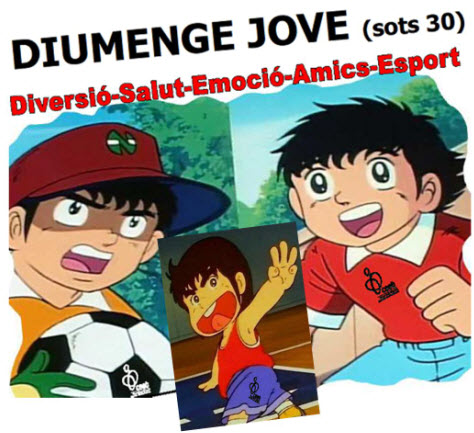 DIUMENGE JOVE (sots 30)
Diversió-Salut-Emoció-Amics-Esport
N